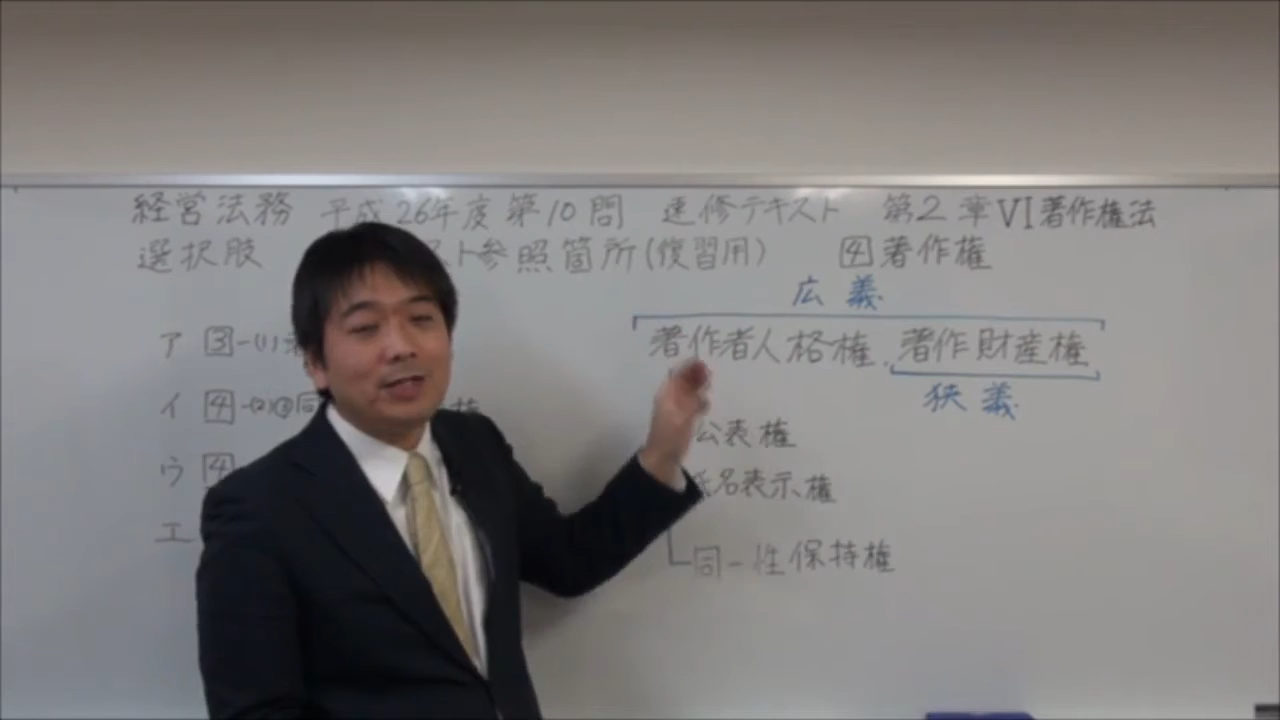 経営法務 平成26年度第10問 速修テキスト 第2章 VI 著作権法
選択肢 スト参照箇所(復習用) 4 著作権
広義
ア 3-(1)
著作者人格権、著作財産権
狭義
イ 4-(2)③同 権
公表権
ウ 4
氏名表示権
エ
同一性保持権